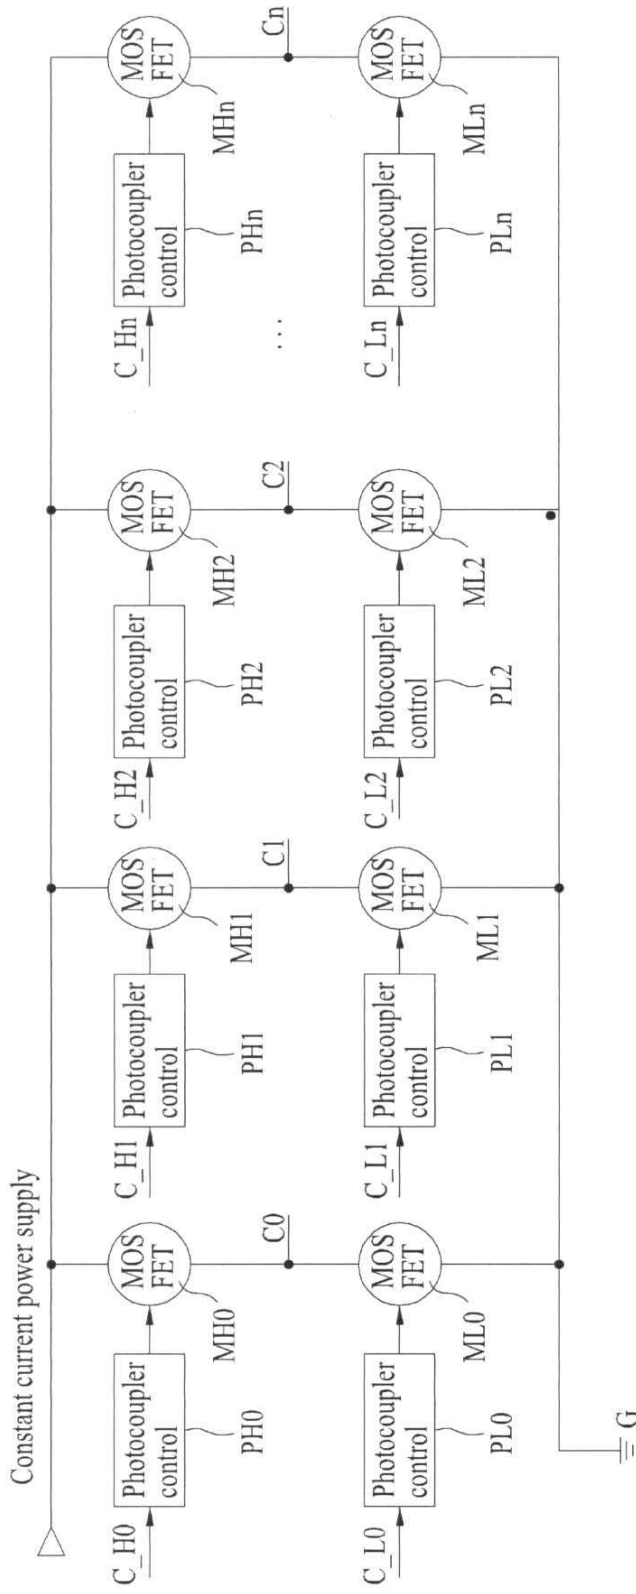 Constant current power supply
C_H0
Photocoupler
control
PH0
MOS
FET
MH0
C0
C_L0
Photocoupler
control
PL0
MOS
FET
ML0
G
C_H1
Photocoupler
control
PH1
MOS
FET
MH1
C1
C_L1
Photocoupler
control
PL1
MOS
FET
ML1
C_H2
Photocoupler
control
PH2
MOS
FET
MH2
C2
C_L2
Photocoupler
control
PL2
MOS
FET
ML2
...
C_Hn
Photocoupler
control
PHn
MOS
FET
MHn
Cn
C_Ln
Photocoupler
control
PLn
MOS
FET
MLn